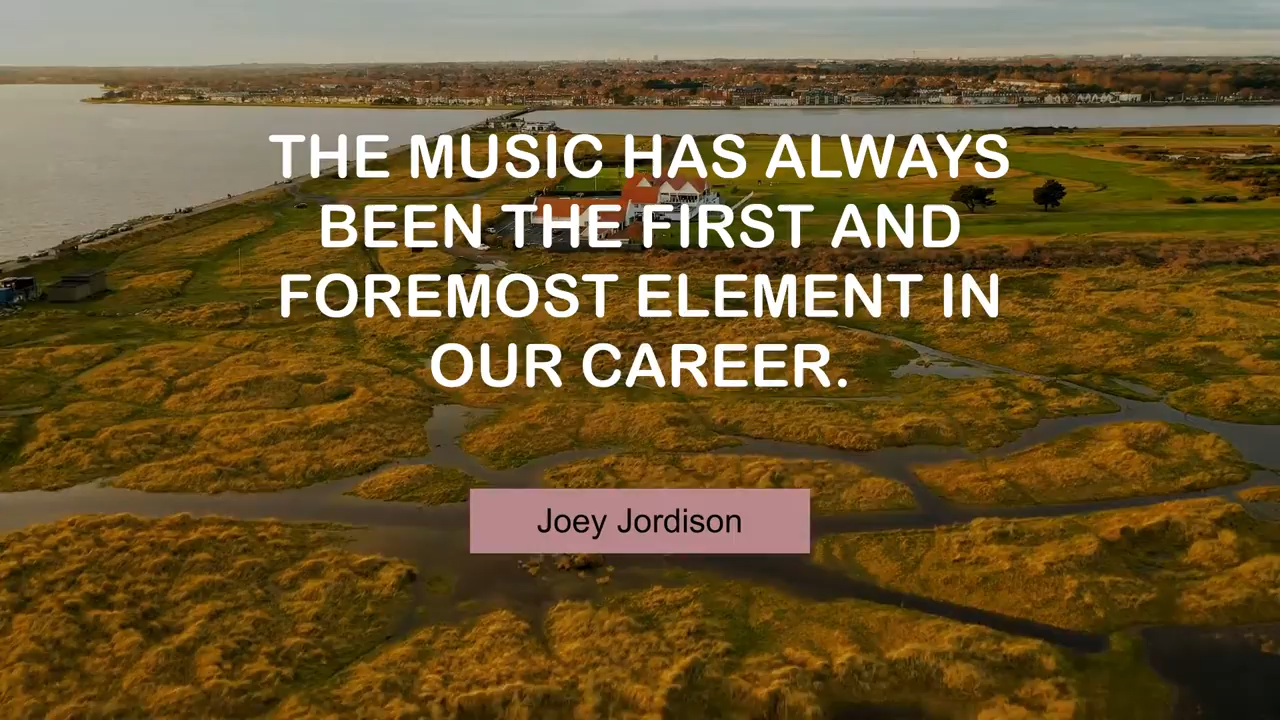 THE MUSIC HAS ALWAYS
BEEN THE FIRST AND
FOREMOST ELEMENT IN
OUR CAREER.
Joey Jordison